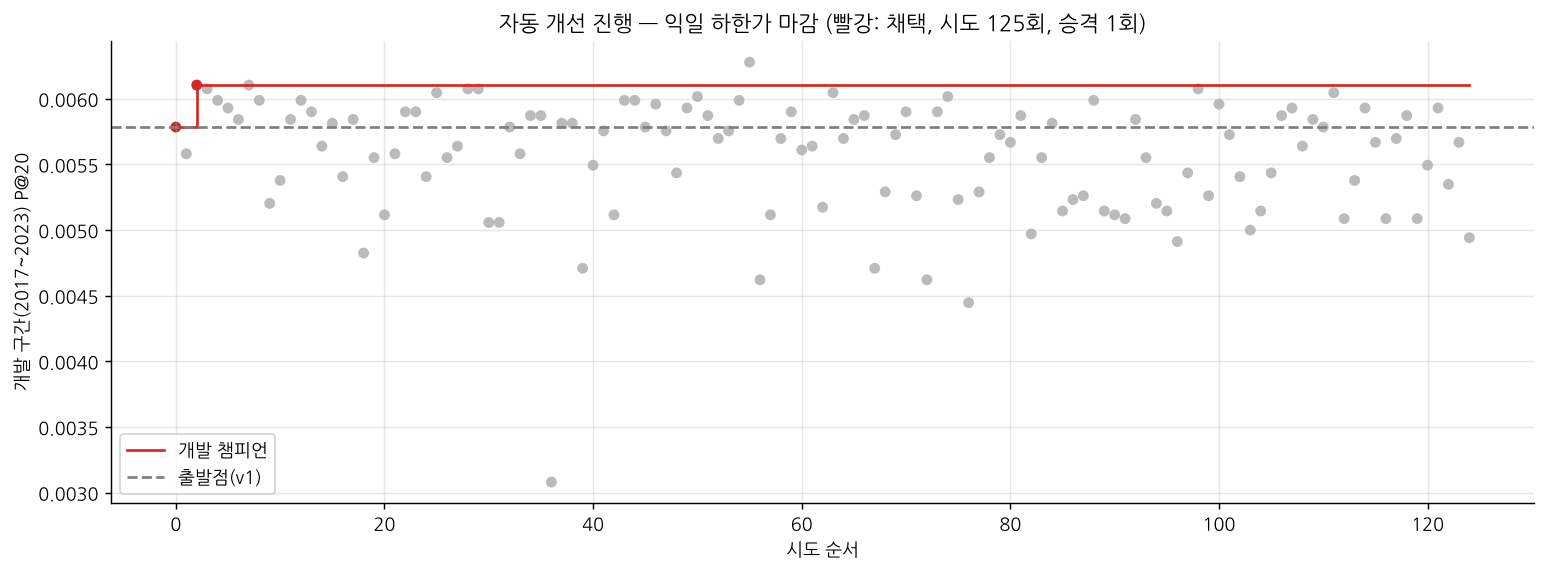 자동 개선 진행 — 익일 하한가 마감 (빨강: 채택, 시도 125회, 승격 1회)
개발 구간(2017~2023) P@20
0.0060
0.0055
0.0050
0.0045
0.0040
0.0035
0.0030
개발 챔피언
출발점(v1)
0 20 40 60 80 100 120
시도 순서